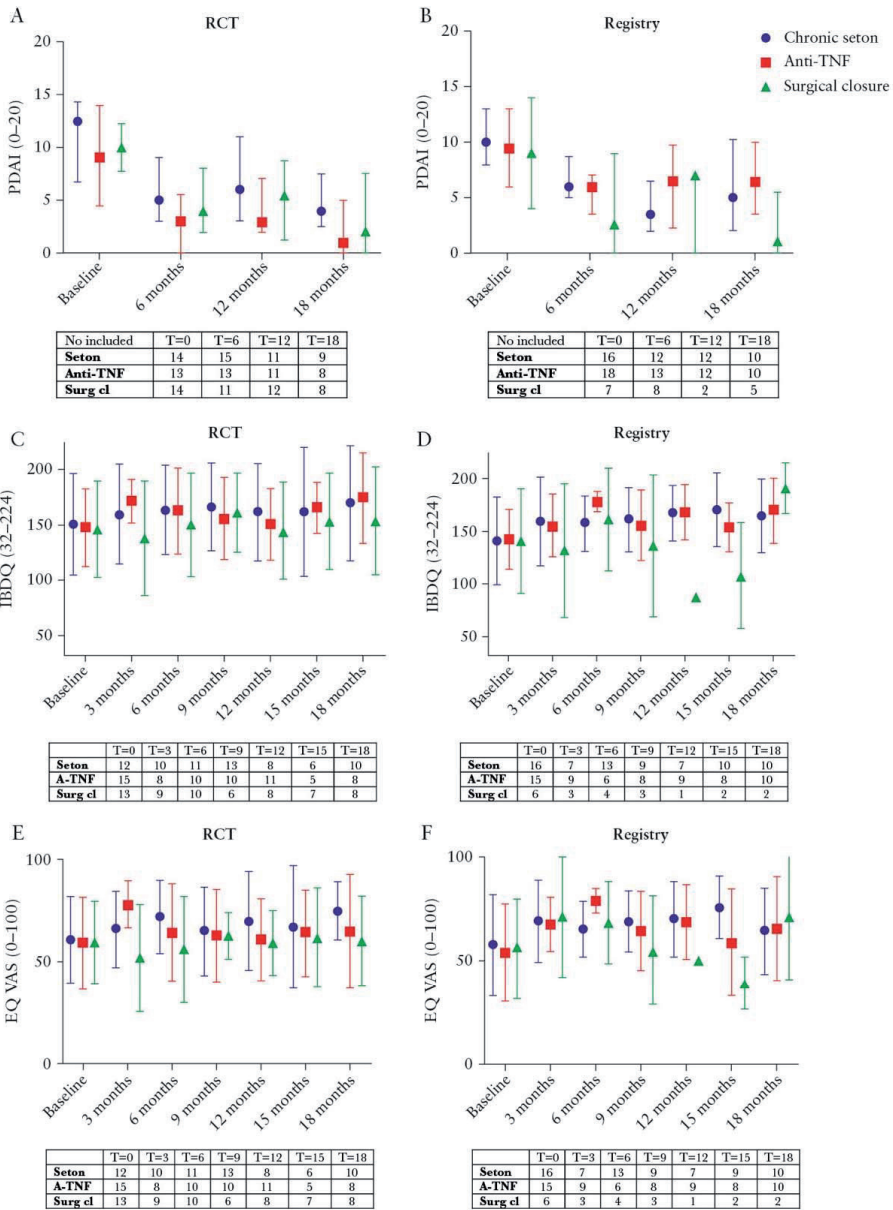 A
RCT
PDAI (0–20)
20
15
10
5
0
Baseline
6 months
12 months
18 months
No included T=0 T=6 T=12 T=18
Seton 14 15 11 9
Anti-TNF 13 13 11 8
Surg cl 14 11 12 8
B
Registry
PDAI (0–20)
20
15
10
5
0
Baseline
6 months
12 months
18 months
Chronic seton
Anti-TNF
Surgical closure
No included T=0 T=6 T=12 T=18
Seton 16 12 12 10
Anti-TNF 18 13 12 10
Surg cl 7 8 2 5
C
RCT
IBDQ (32–224)
200
150
100
50
Baseline
3 months
6 months
9 months
12 months
15 months
18 months
T=0 T=3 T=6 T=9 T=12 T=15 T=18
Seton 12 10 11 13 8 6 10
A-TNF 15 8 10 10 11 5 8
Surg cl 13 9 10 6 8 7 8
D
Registry
IBDQ (32–224)
200
150
100
50
Baseline
3 months
6 months
9 months
12 months
15 months
18 months
T=0 T=3 T=6 T=9 T=12 T=15 T=18
Seton 16 7 13 9 7 10 10
A-TNF 15 9 6 8 9 8 10
Surg cl 6 3 4 3 1 2 2
E
RCT
EQ VAS (0–100)
100
50
0
Baseline
3 months
6 months
9 months
12 months
15 months
18 months
T=0 T=3 T=6 T=9 T=12 T=15 T=18
Seton 12 10 11 13 8 6 10
A-TNF 15 8 10 10 11 5 8
Surg cl 13 9 10 6 8 7 8
F
Registry
EQ VAS (0–100)
100
50
0
Baseline
3 months
6 months
9 months
12 months
15 months
18 months
T=0 T=3 T=6 T=9 T=12 T=15 T=18
Seton 16 7 13 9 7 9 10
A-TNF 15 9 6 8 9 8 10
Surg cl 6 3 4 3 1 2 2